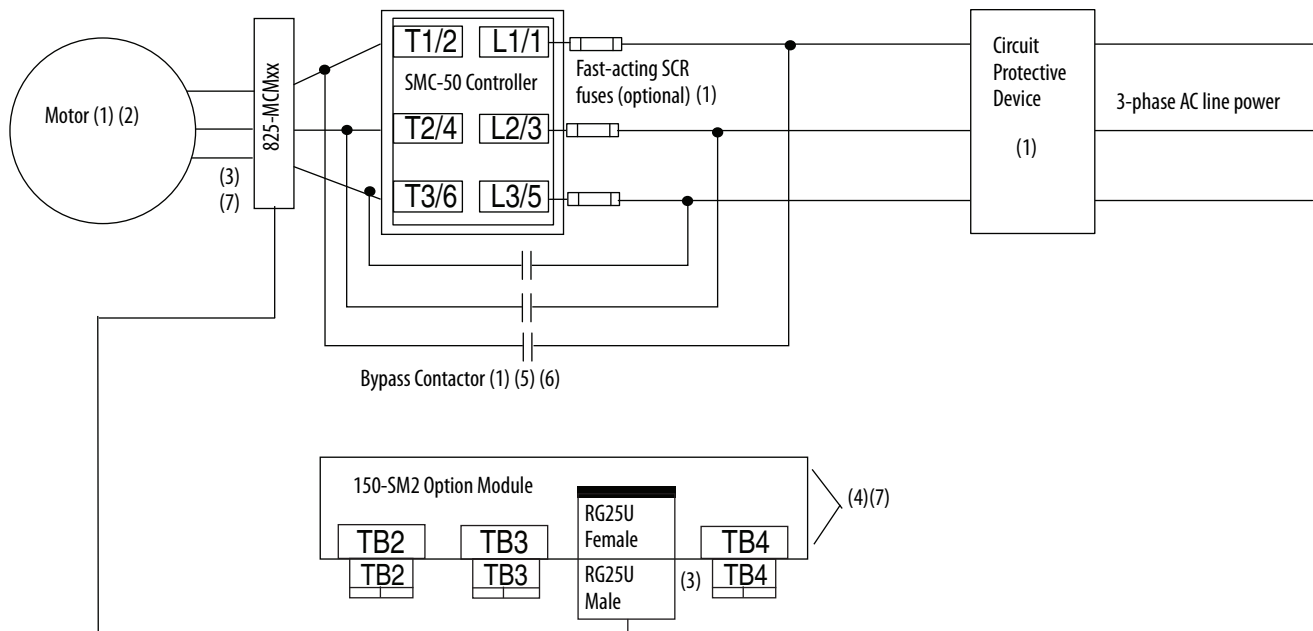 T1/2
L1/1
SMC-50 Controller
T2/4
L2/3
T3/6
L3/5
Motor (1) (2)
825-MCMxx
(3)
(7)
Fast-acting SCR
fuses (optional) (1)
Circuit
Protective
Device
(1)
3-phase AC line power
Bypass Contactor (1) (5) (6)
150-SM2 Option Module
(4)(7)
RG25U
Female
TB2
TB3
TB4
TB2
TB3
RG25U
Male
(3)
TB4